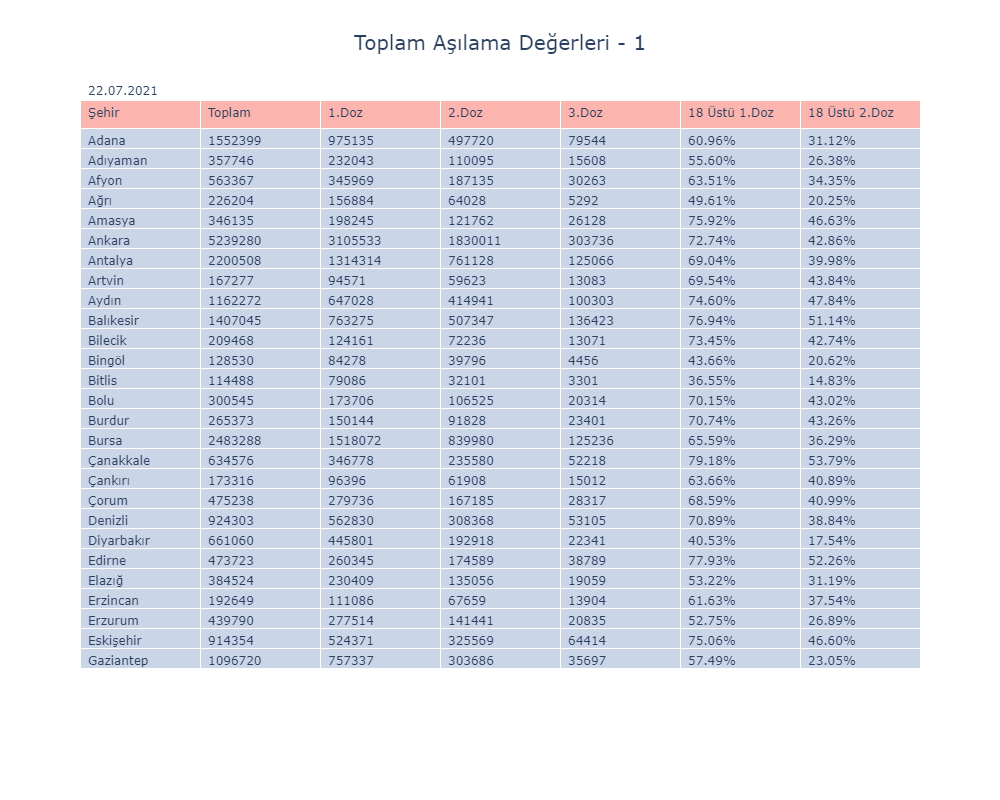 Toplam Aşılama Değerleri - 1
22.07.2021
Şehir Toplam 1.Doz 2.Doz 3.Doz 18 Üstü 1.Doz 18 Üstü 2.Doz
Adana 1552399 975135 497720 79544 60.96% 31.12%
Adıyaman 357746 232043 110095 15608 55.60% 26.38%
Afyon 563367 345969 187135 30263 63.51% 34.35%
Ağrı 226204 156884 64028 5292 49.61% 20.25%
Amasya 346135 198245 121762 26128 75.92% 46.63%
Ankara 5239280 3105533 1830011 303736 72.74% 42.86%
Antalya 2200508 1314314 761128 125066 69.04% 39.98%
Artvin 167277 94571 59623 13083 69.54% 43.84%
Aydın 1162272 647028 414941 100303 74.60% 47.84%
Balıkesir 1407045 763275 507347 136423 76.94% 51.14%
Bilecik 209468 124161 72236 13071 73.45% 42.74%
Bingöl 128530 84278 39796 4456 43.66% 20.62%
Bitlis 114488 79086 32101 3301 36.55% 14.83%
Bolu 300545 173706 106525 20314 70.15% 43.02%
Burdur 265373 150144 91828 23401 70.74% 43.26%
Bursa 2483288 1518072 839980 125236 65.59% 36.29%
Çanakkale 634576 346778 235580 52218 79.18% 53.79%
Çankırı 173316 96396 61908 15012 63.66% 40.89%
Çorum 475238 279736 167185 28317 68.59% 40.99%
Denizli 924303 562830 308368 53105 70.89% 38.84%
Diyarbakır 661060 445801 192918 22341 40.53% 17.54%
Edirne 473723 260345 174589 38789 77.93% 52.26%
Elazığ 384524 230409 135056 19059 53.22% 31.19%
Erzincan 192649 111086 67659 13904 61.63% 37.54%
Erzurum 439790 277514 141441 20835 52.75% 26.89%
Eskişehir 914354 524371 325569 64414 75.06% 46.60%
Gaziantep 1096720 757337 303686 35697 57.49% 23.05%